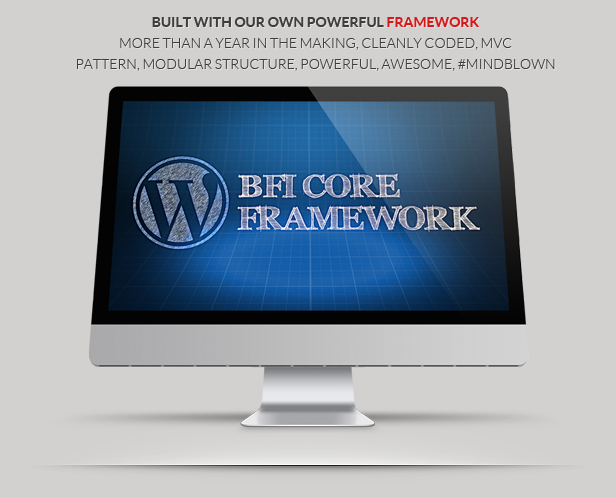 BUILT WITH OUR OWN POWERFUL FRAMEWORK
MORE THAN A YEAR IN THE MAKING, CLEANLY CODED, MVC
PATTERN, MODULAR STRUCTURE, POWERFUL, AWESOME, #MINDBLOWN
BFI CORE
FRAMEWORK